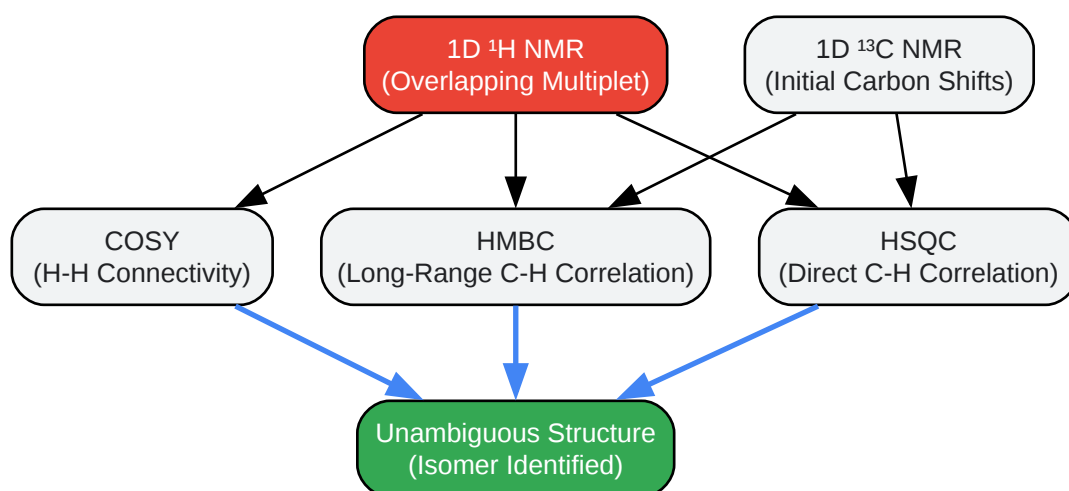 1D ¹H NMR
(Overlapping Multiplet)
1D ¹³C NMR
(Initial Carbon Shifts)
COSY
(H-H Connectivity)
HMBC
(Long-Range C-H Correlation)
HSQC
(Direct C-H Correlation)
Unambiguous Structure
(Isomer Identified)